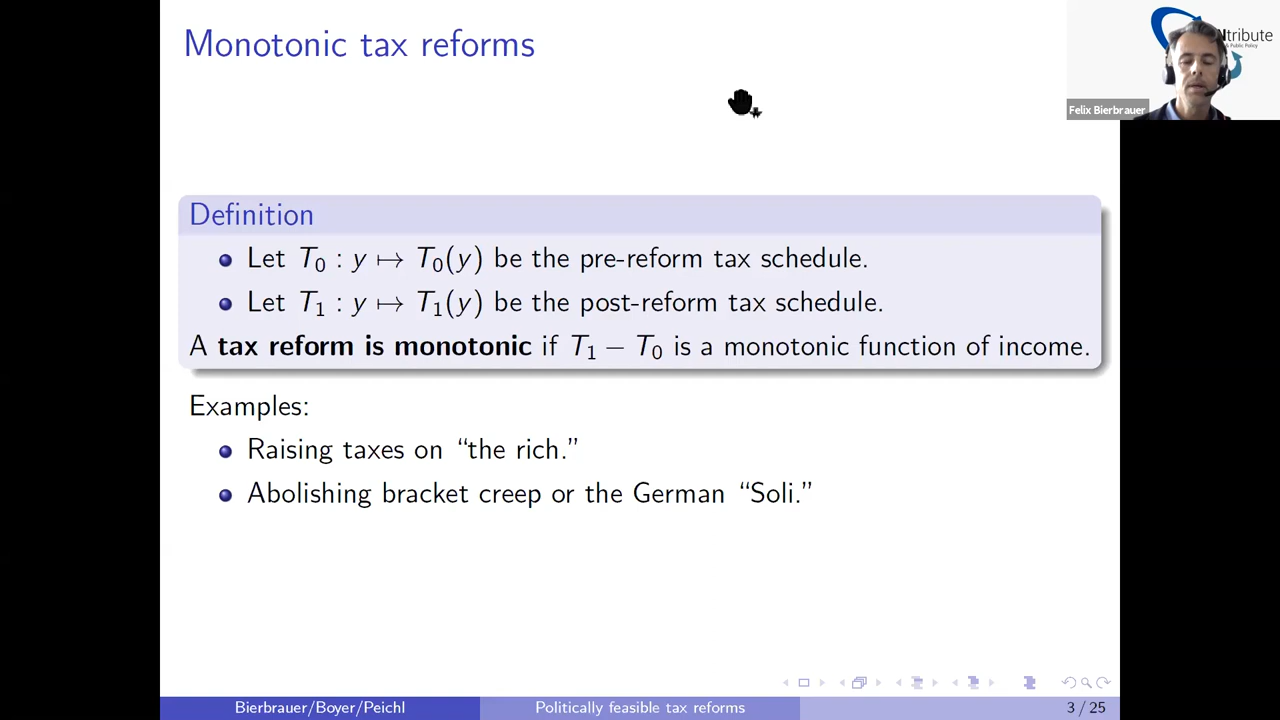 Monotonic tax reforms
Ntribute
& Public Policy
Felix Bierbrauer
Definition
Let T₀ : y ↦ T₀(y) be the pre-reform tax schedule.
Let T₁ : y ↦ T₁(y) be the post-reform tax schedule.
A tax reform is monotonic if T₁ − T₀ is a monotonic function of income.
Examples:
Raising taxes on “the rich.”
Abolishing bracket creep or the German “Soli.”
Bierbrauer/Boyer/Peichl
Politically feasible tax reforms
3 / 25